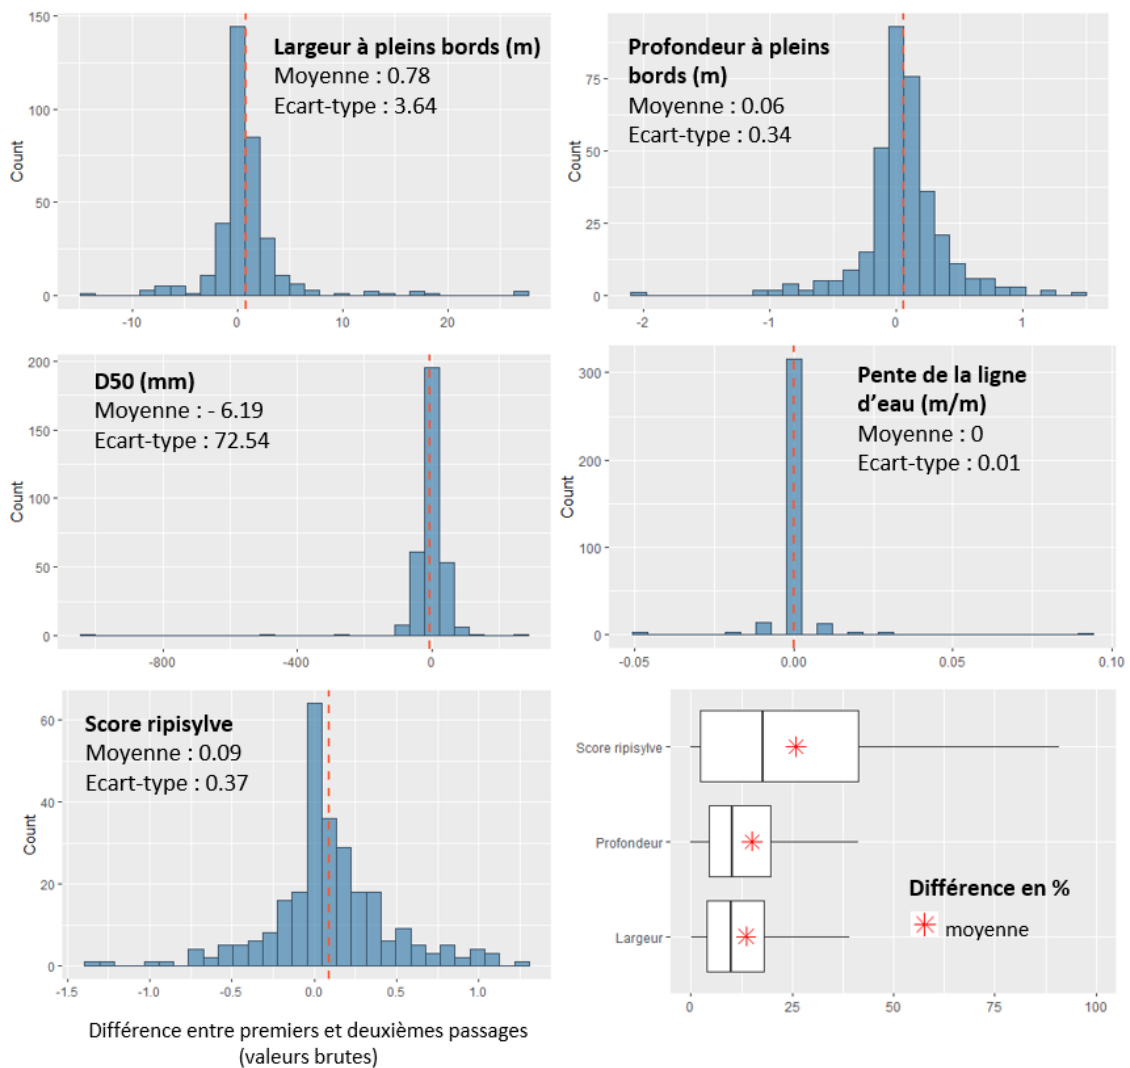 Largeur à pleins bords (m)
Moyenne : 0.78
Ecart-type : 3.64
Count
150
100
50
0
-10
0
10
20
Profondeur à pleins
bords (m)
Moyenne : 0.06
Ecart-type : 0.34
Count
75
50
25
0
-2
-1
0
1
D50 (mm)
Moyenne : - 6.19
Ecart-type : 72.54
Count
200
150
100
50
0
-800
-400
0
Pente de la ligne
d'eau (m/m)
Moyenne : 0
Ecart-type : 0.01
Count
300
200
100
0
-0.05
0.00
0.05
0.10
Score ripisylve
Moyenne : 0.09
Ecart-type : 0.37
Count
60
40
20
0
-1.5
-1.0
-0.5
0.0
0.5
1.0
Différence entre premiers et deuxièmes passages
(valeurs brutes)
Score ripisylve
Profondeur
Largeur
Différence en %
moyenne
0
25
50
75
100